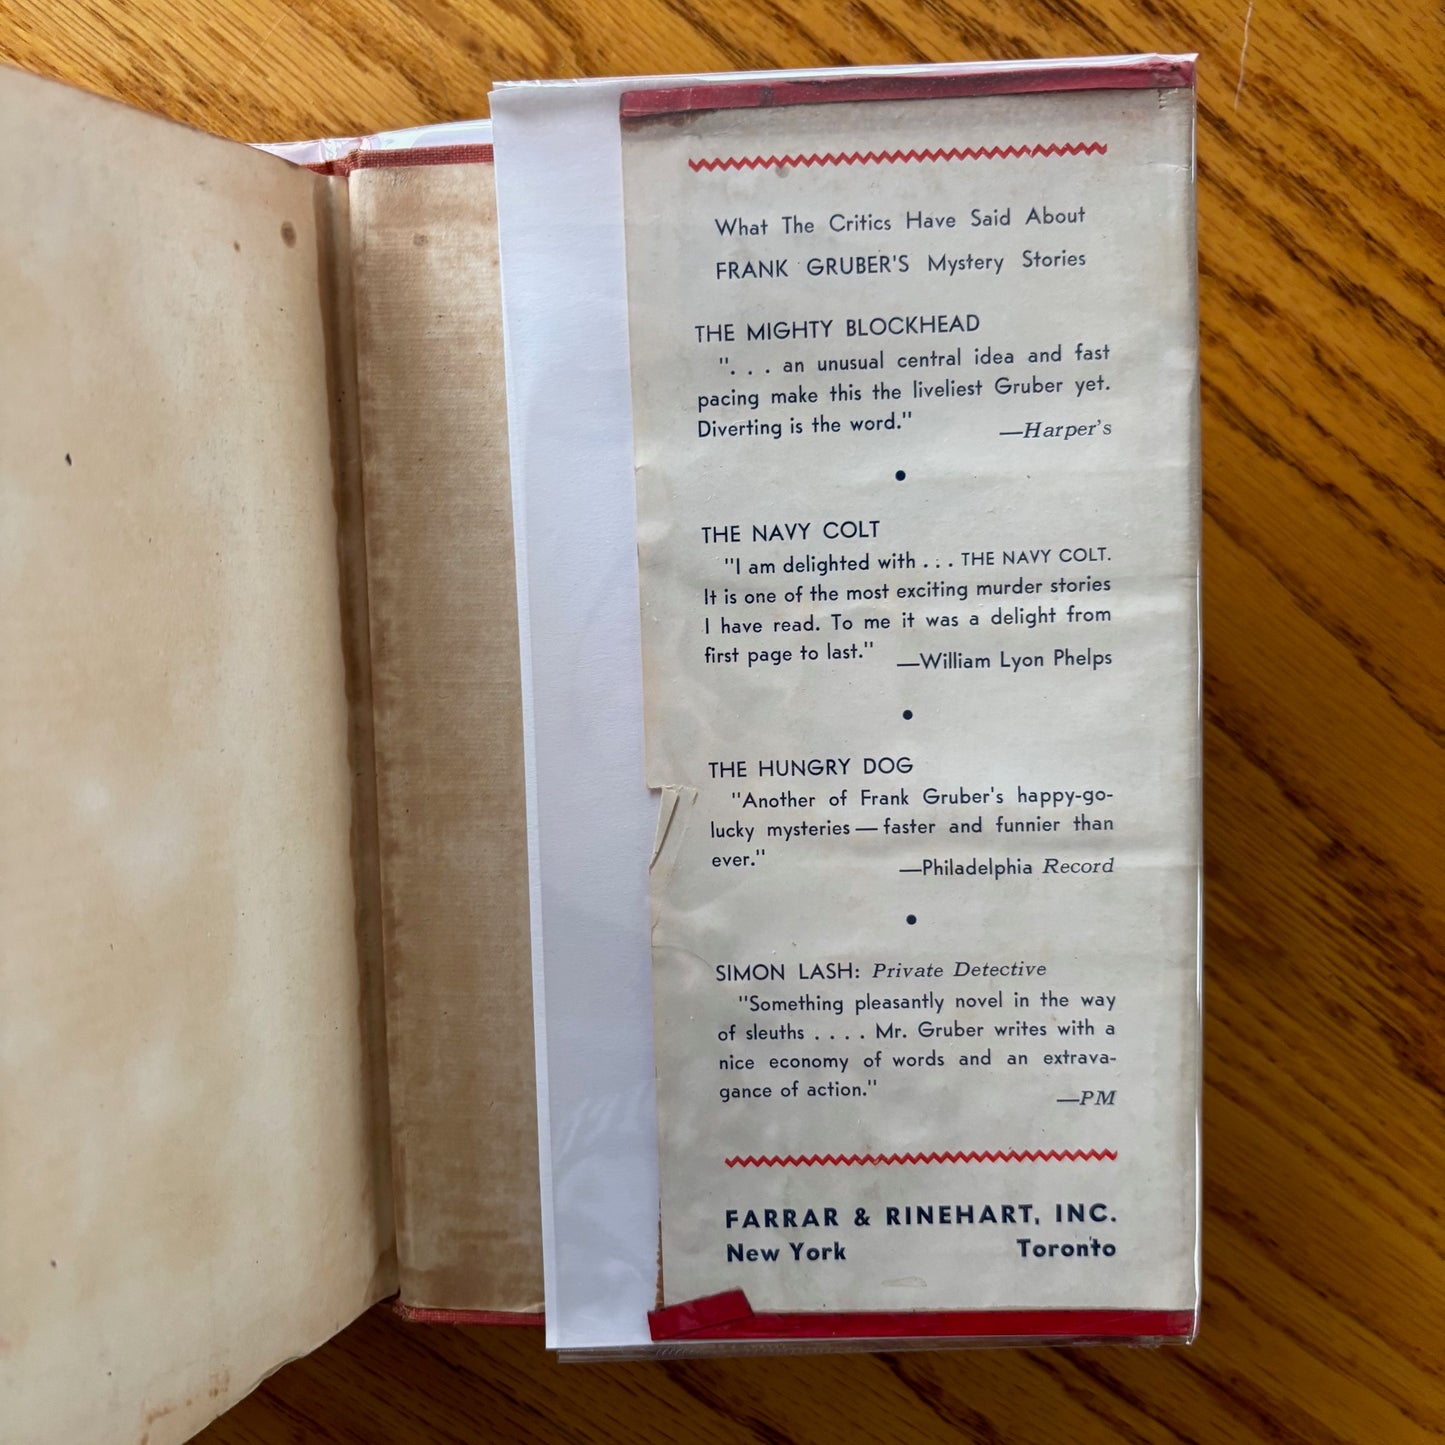 What The Critics Have Said About
FRANK GRUBER'S Mystery Stories
THE MIGHTY BLOCKHEAD
". . . an unusual central idea and fast
pacing make this the liveliest Gruber yet.
Diverting is the word."
—Harper's
•
THE NAVY COLT
"I am delighted with . . . THE NAVY COLT.
It is one of the most exciting murder stories
I have read. To me it was a delight from
first page to last."
—William Lyon Phelps
•
THE HUNGRY DOG
"Another of Frank Gruber's happy-go-
lucky mysteries — faster and funnier than
ever."
—Philadelphia Record
•
SIMON LASH: Private Detective
"Something pleasantly novel in the way
of sleuths . . . . Mr. Gruber writes with a
nice economy of words and an extrava-
gance of action."
—PM
FARRAR & RINEHART, INC.
New York Toronto